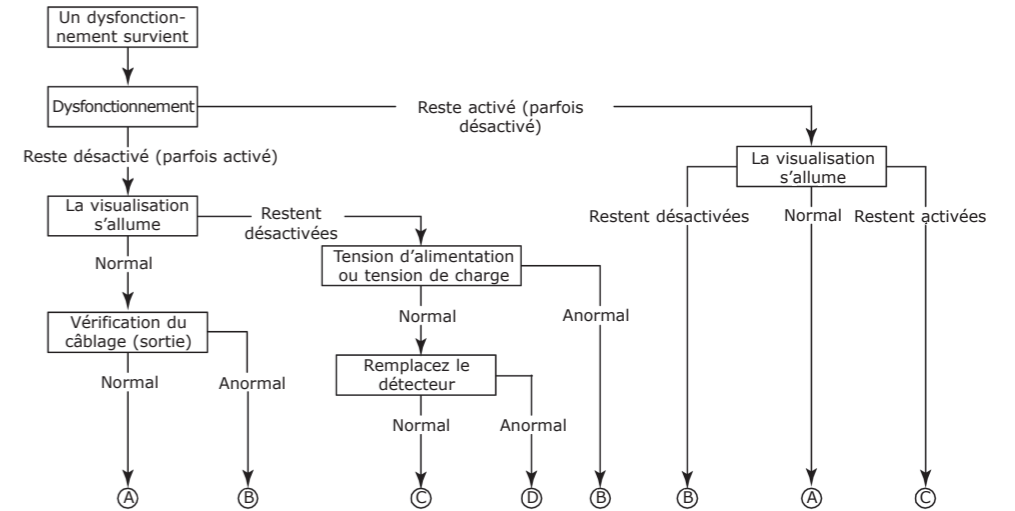 Un dysfonction-
nement survient
Dysfonctionnement
Reste activé (parfois
désactivé)
Reste désactivé (parfois activé)
La visualisation
s’allume
La visualisation
s’allume
Restent
désactivées
Restent désactivées
Normal
Restent activées
Normal
Tension d’alimentation
ou tension de charge
Vérification du
câblage (sortie)
Normal
Anormal
Remplacez le
détecteur
Normal
Anormal
Normal
Anormal
A
B
C
D
B
B
A
C